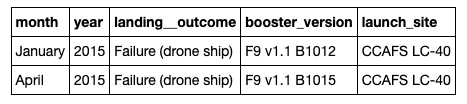 month year landing__outcome booster_version launch_site
January 2015 Failure (drone ship) F9 v1.1 B1012 CCAFS LC-40
April 2015 Failure (drone ship) F9 v1.1 B1015 CCAFS LC-40